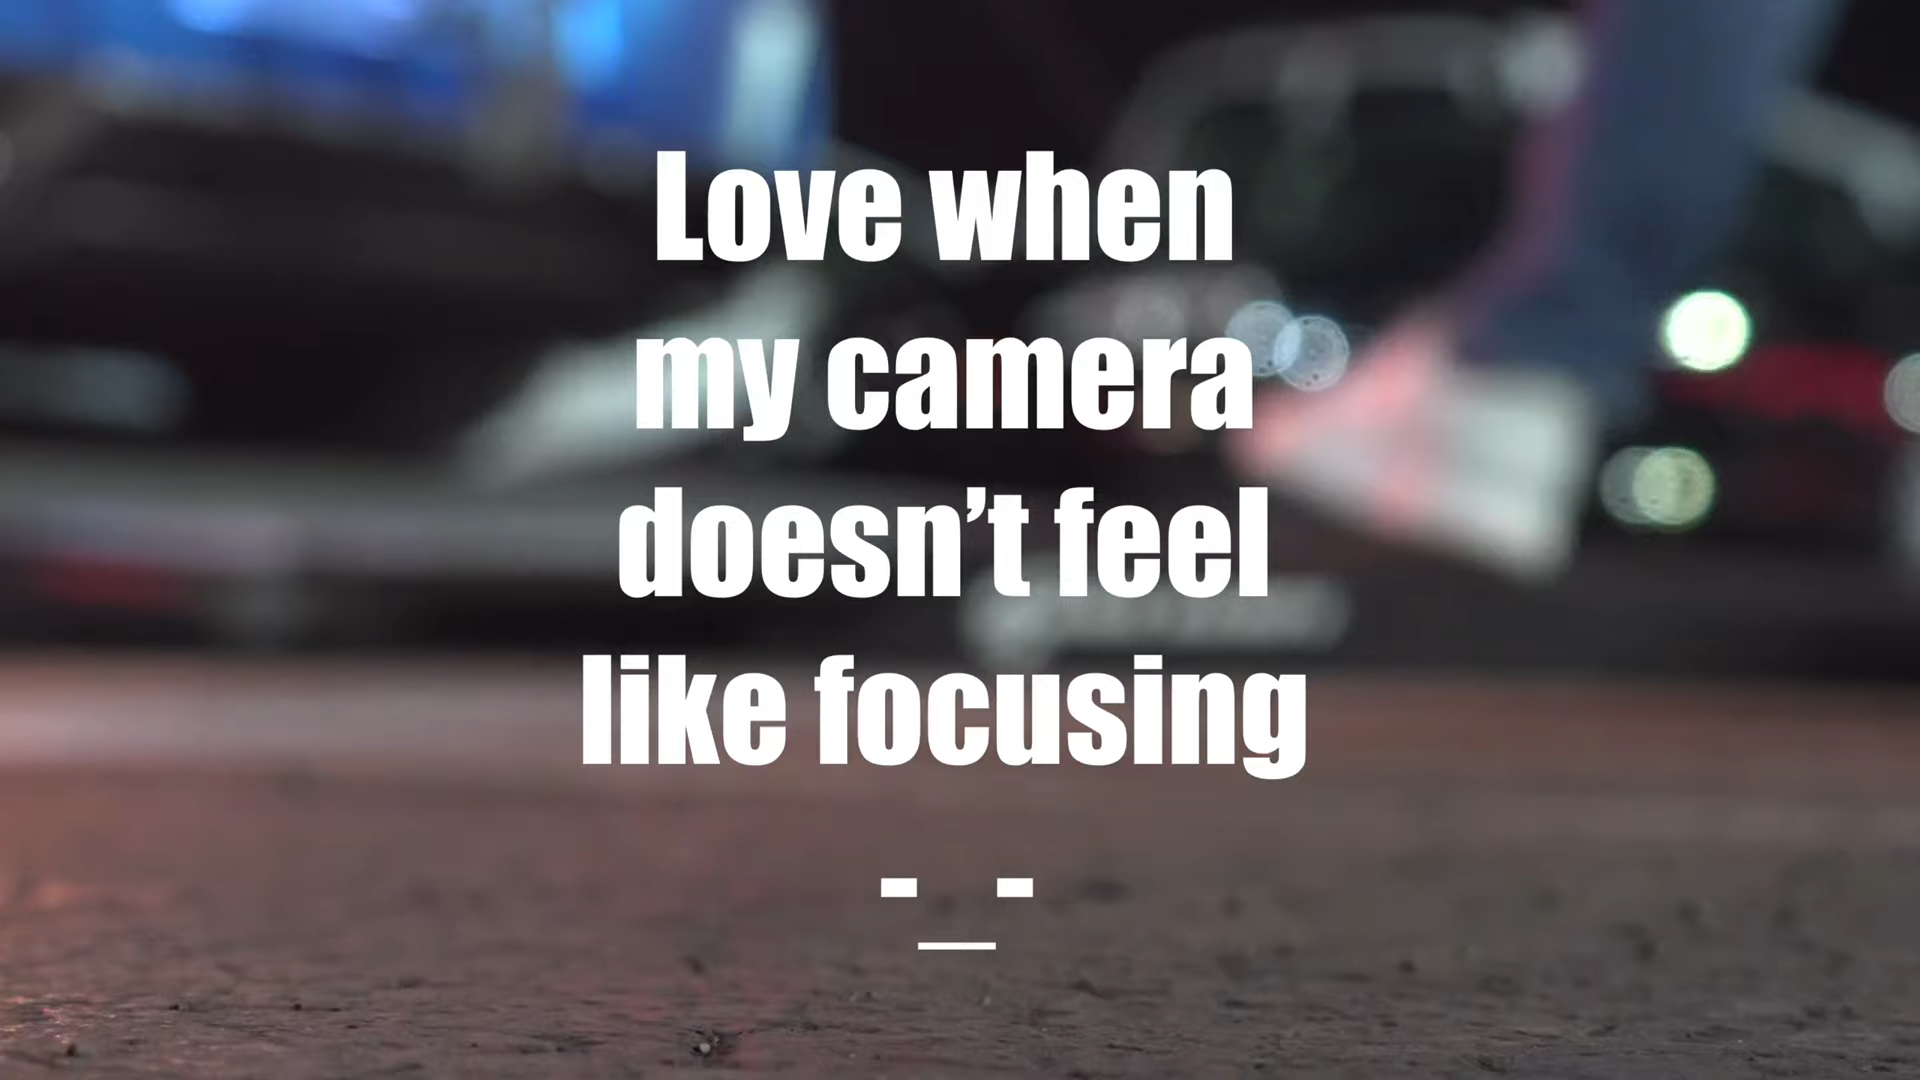 Love when
my camera
doesn’t feel
like focusing
-_-